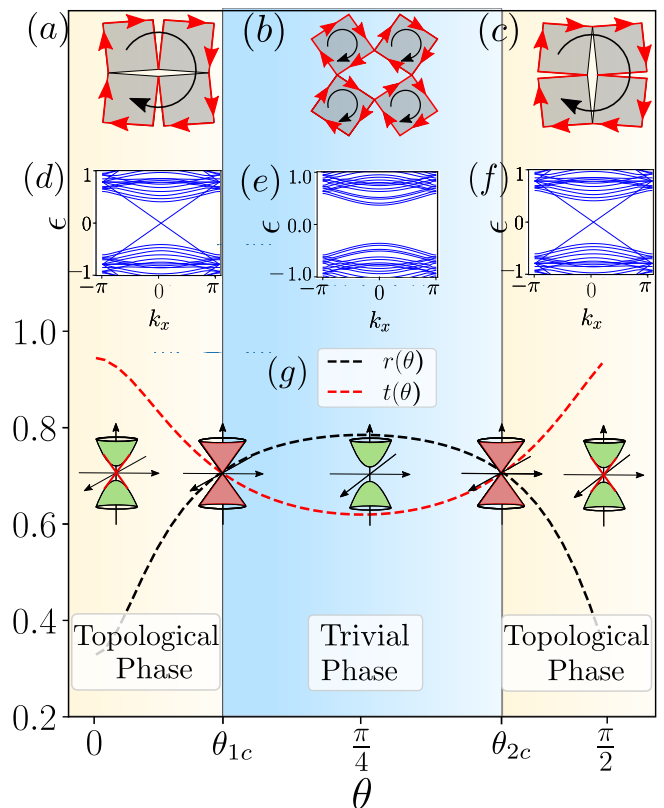 (a) (b) (c)
(d) (e) (f)
1 1.0 1
ϵ 0 ϵ 0.0 ϵ 0
−1 −1.0 −1
−π 0 π −π 0 π −π 0 π
kₓ kₓ kₓ
(g)
r(θ)
t(θ)
1.0
0.8
0.6
0.4
0.2
Topological Phase
Trivial Phase
Topological Phase
0 θ₁c π/4 θ₂c π/2
θ